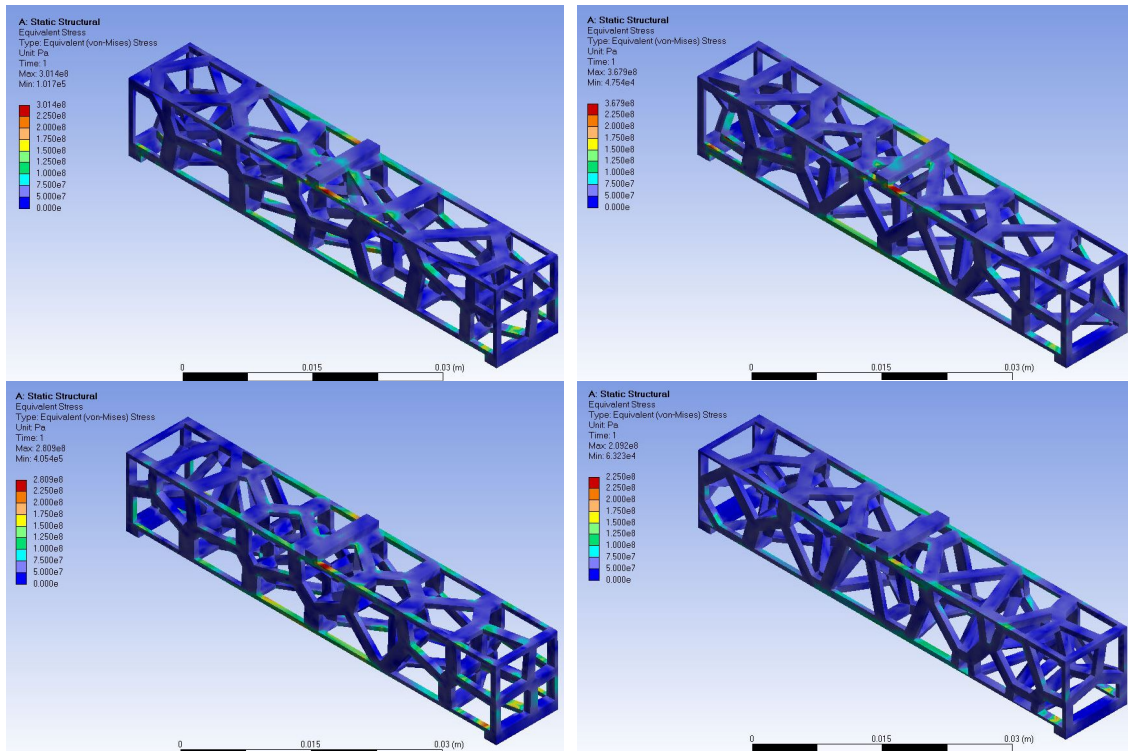 A: Static Structural
Equivalent Stress
Type: Equivalent (von-Mises) Stress
Unit: Pa
Time: 1
Max: 3.014e8
Min: 1.017e5
3.014e8
2.250e8
2.000e8
1.750e8
1.500e8
1.250e8
1.000e8
7.500e7
5.000e7
0.000e
0
0.015
0.03 (m)
A: Static Structural
Equivalent Stress
Type: Equivalent (von-Mises) Stress
Unit: Pa
Time: 1
Max: 3.679e8
Min: 4.754e4
3.679e8
2.250e8
2.000e8
1.750e8
1.500e8
1.250e8
1.000e8
7.500e7
5.000e7
0.000e
0
0.015
0.03 (m)
A: Static Structural
Equivalent Stress
Type: Equivalent (von-Mises) Stress
Unit: Pa
Time: 1
Max: 2.809e8
Min: 4.054e5
2.809e8
2.250e8
2.000e8
1.750e8
1.500e8
1.250e8
1.000e8
7.500e7
5.000e7
0.000e
0
0.015
0.03 (m)
A: Static Structural
Equivalent Stress
Type: Equivalent (von-Mises) Stress
Unit: Pa
Time: 1
Max: 2.092e8
Min: 6.323e4
2.250e8
2.250e8
2.000e8
1.750e8
1.500e8
1.250e8
1.000e8
7.500e7
5.000e7
0.000e
0
0.015
0.03 (m)